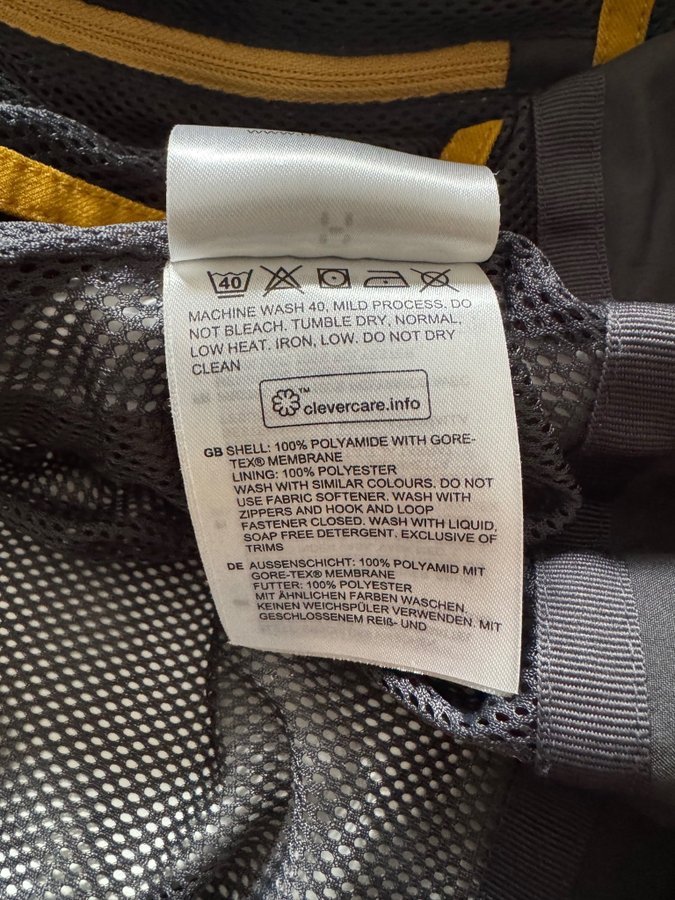 40
MACHINE WASH 40, MILD PROCESS. DO
NOT BLEACH. TUMBLE DRY, NORMAL,
LOW HEAT. IRON, LOW. DO NOT DRY
CLEAN
™
clevercare.info
GB SHELL: 100% POLYAMIDE WITH GORE-
TEX® MEMBRANE
LINING: 100% POLYESTER
WASH WITH SIMILAR COLOURS. DO NOT
USE FABRIC SOFTENER. WASH WITH
ZIPPERS AND HOOK AND LOOP
FASTENER CLOSED. WASH WITH LIQUID,
SOAP FREE DETERGENT. EXCLUSIVE OF
TRIMS
DE AUSSENSCHICHT: 100% POLYAMID MIT
GORE-TEX® MEMBRANE
FUTTER: 100% POLYESTER
MIT ÄHNLICHEN FARBEN WASCHEN.
KEINEN WEICHSPÜLER VERWENDEN. MIT
GESCHLOSSENEM REIß- UND